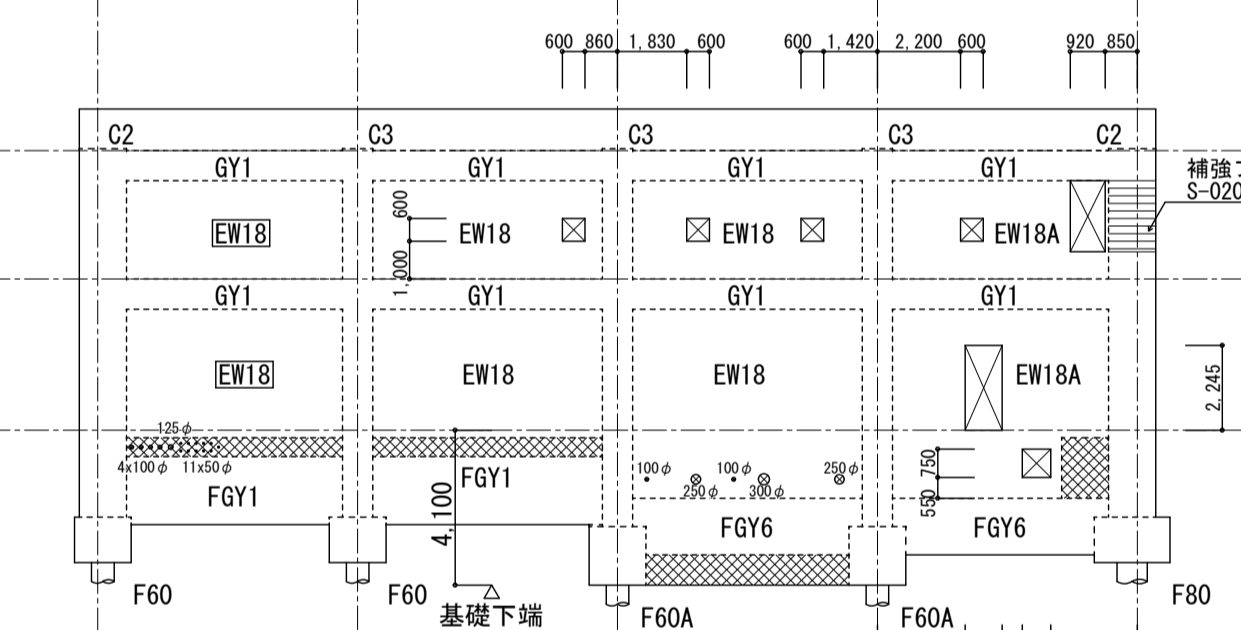 600 860 1,830 600 600 1,420 2,200 600 920 850
C2 C3 C3 C3 C2
GY1 GY1 GY1 GY1
補強
S-020
600
EW18 EW18 EW18 EW18A
1,000
GY1 GY1 GY1 GY1
EW18 EW18 EW18 EW18A
2,245
125φ
4x100φ 11x50φ
100φ 100φ 250φ
250φ 300φ
750
550
FGY1 FGY1
4,100
FGY6 FGY6
F60 F60 F80
基礎下端
F60A F60A